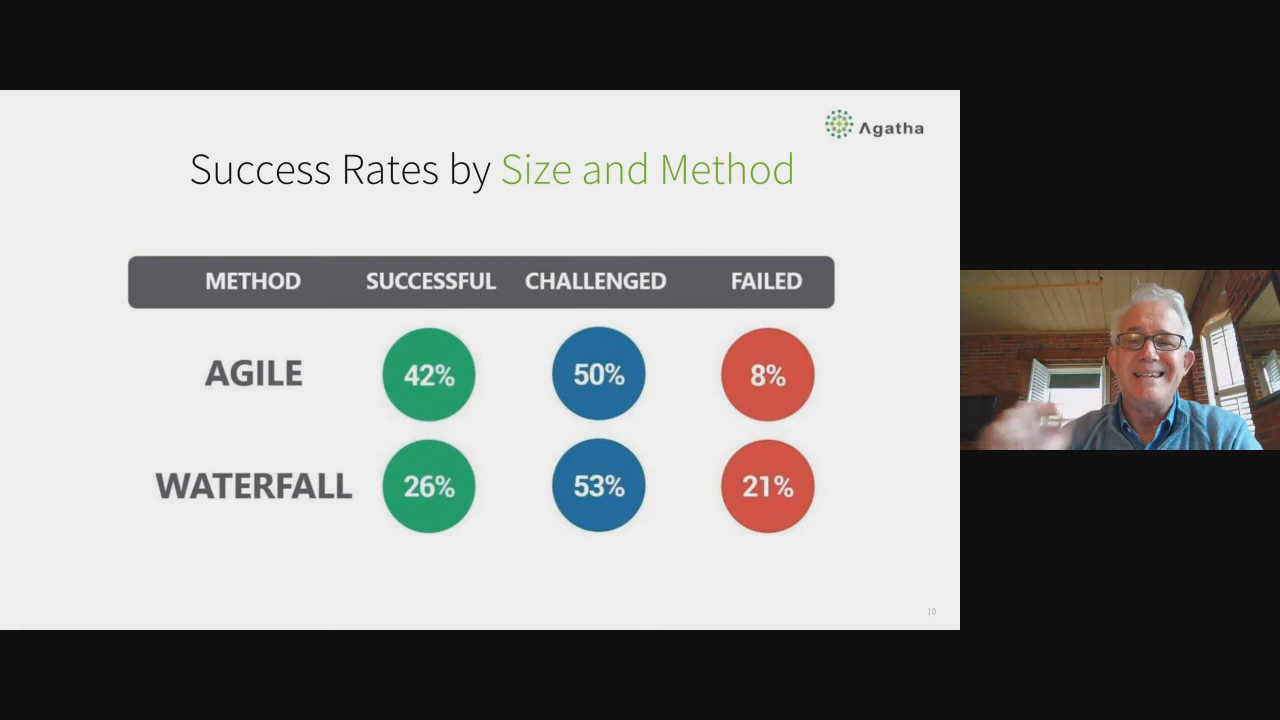 Agatha
Success Rates by Size and Method
METHOD SUCCESSFUL CHALLENGED FAILED
AGILE 42% 50% 8%
WATERFALL 26% 53% 21%
10